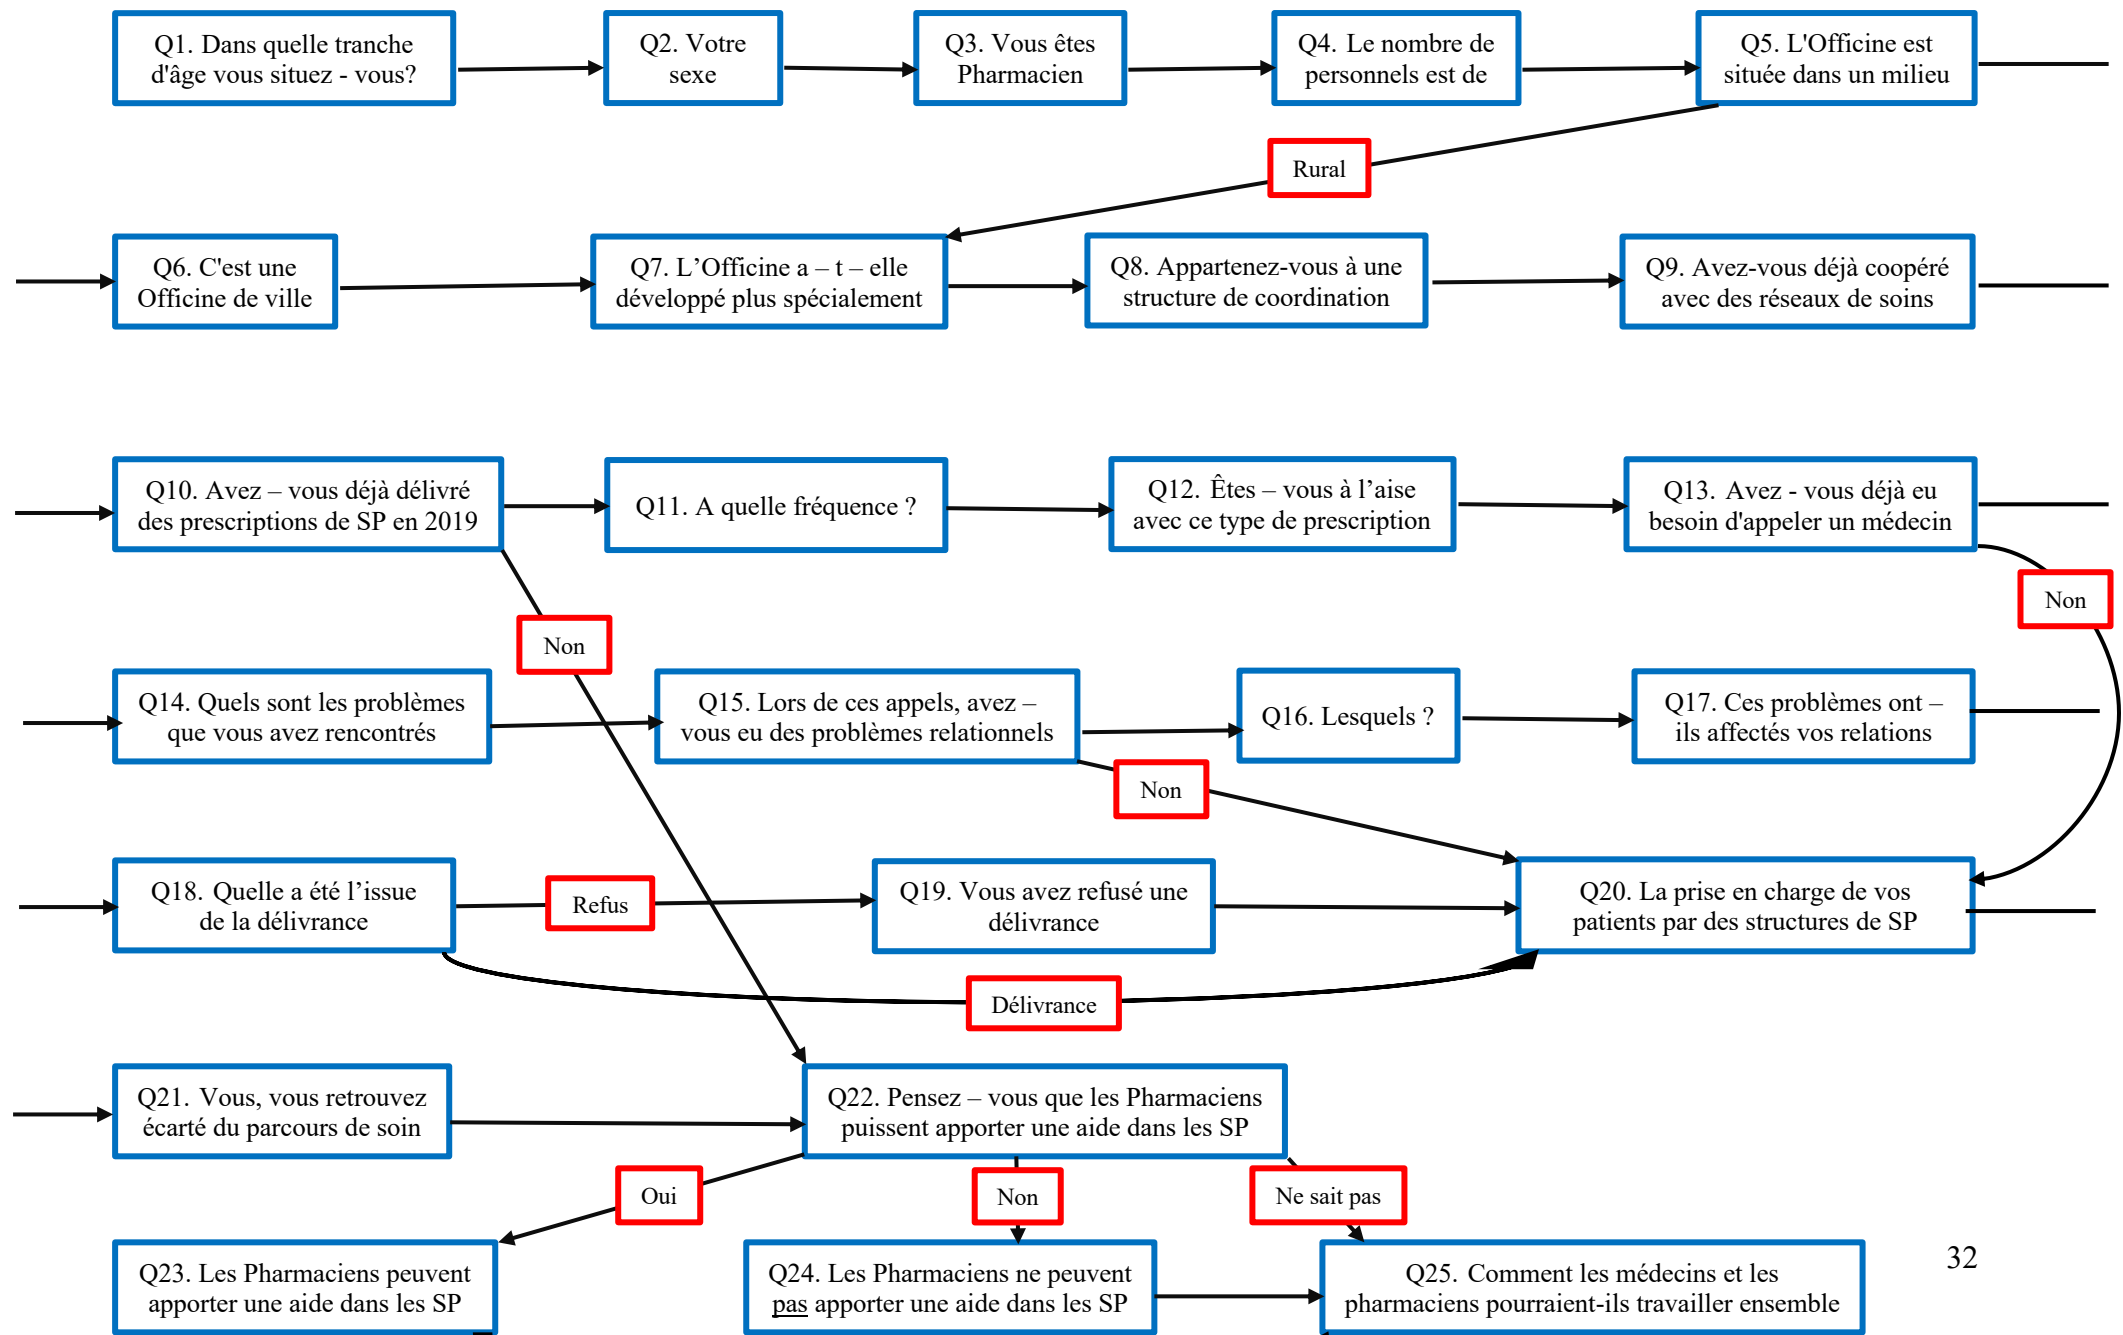 Q1. Dans quelle tranche
d'âge vous situez - vous?
Q2. Votre
sexe
Q3. Vous êtes
Pharmacien
Q4. Le nombre de
personnels est de
Q5. L'Officine est
située dans un milieu
Rural
Q6. C'est une
Officine de ville
Q7. L’Officine a – t – elle
développé plus spécialement
Q8. Appartenez-vous à une
structure de coordination
Q9. Avez-vous déjà coopéré
avec des réseaux de soins
Q10. Avez – vous déjà délivré
des prescriptions de SP en 2019
Q11. A quelle fréquence ?
Q12. Êtes – vous à l’aise
avec ce type de prescription
Q13. Avez - vous déjà eu
besoin d'appeler un médecin
Non
Non
Q14. Quels sont les problèmes
que vous avez rencontrés
Q15. Lors de ces appels, avez –
vous eu des problèmes relationnels
Q16. Lesquels ?
Q17. Ces problèmes ont –
ils affectés vos relations
Non
Q18. Quelle a été l’issue
de la délivrance
Refus
Q19. Vous avez refusé une
délivrance
Q20. La prise en charge de vos
patients par des structures de SP
Délivrance
Q21. Vous, vous retrouvez
écarté du parcours de soin
Q22. Pensez – vous que les Pharmaciens
puissent apporter une aide dans les SP
Oui
Non
Ne sait pas
Q23. Les Pharmaciens peuvent
apporter une aide dans les SP
Q24. Les Pharmaciens ne peuvent
pas apporter une aide dans les SP
Q25. Comment les médecins et les
pharmaciens pourraient-ils travailler ensemble
32